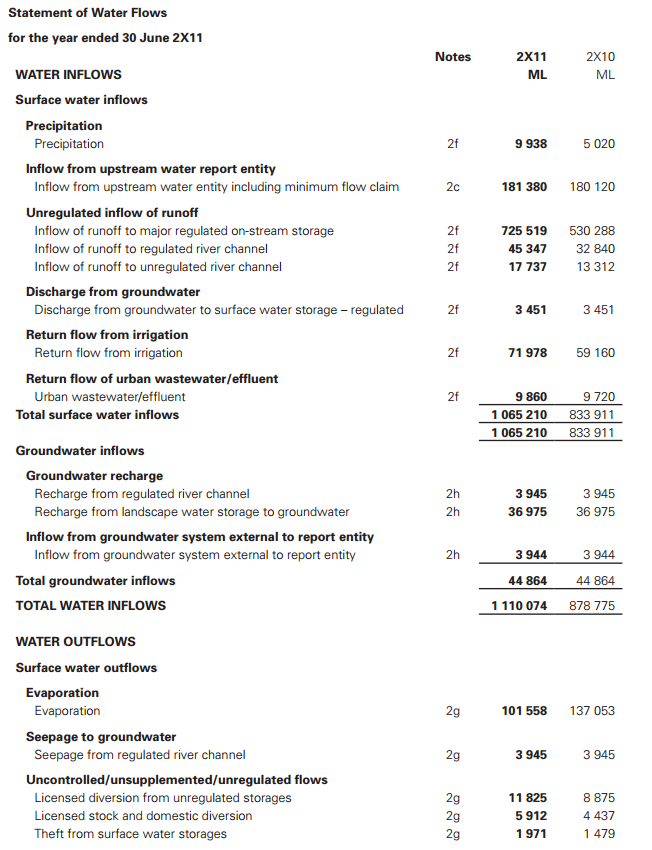 Statement of Water Flows
for the year ended 30 June 2X11
Notes 2X11 2X10
WATER INFLOWS ML ML
Surface water inflows
Precipitation
Precipitation 2f 9 938 5 020
Inflow from upstream water report entity
Inflow from upstream water entity including minimum flow claim 2c 181 380 180 120
Unregulated inflow of runoff
Inflow of runoff to major regulated on-stream storage 2f 725 519 530 288
Inflow of runoff to regulated river channel 2f 45 347 32 840
Inflow of runoff to unregulated river channel 2f 17 737 13 312
Discharge from groundwater
Discharge from groundwater to surface water storage – regulated 2f 3 451 3 451
Return flow from irrigation
Return flow from irrigation 2f 71 978 59 160
Return flow of urban wastewater/effluent
Urban wastewater/effluent 2f 9 860 9 720
Total surface water inflows 1 065 210 833 911
1 065 210 833 911
Groundwater inflows
Groundwater recharge
Recharge from regulated river channel 2h 3 945 3 945
Recharge from landscape water storage to groundwater 2h 36 975 36 975
Inflow from groundwater system external to report entity
Inflow from groundwater system external to report entity 2h 3 944 3 944
Total groundwater inflows 44 864 44 864
TOTAL WATER INFLOWS 1 110 074 878 775
WATER OUTFLOWS
Surface water outflows
Evaporation
Evaporation 2g 101 558 137 053
Seepage to groundwater
Seepage from regulated river channel 2g 3 945 3 945
Uncontrolled/unsupplemented/unregulated flows
Licensed diversion from unregulated storages 2g 11 825 8 875
Licensed stock and domestic diversion 2g 5 912 4 437
Theft from surface water storages 2g 1 971 1 479